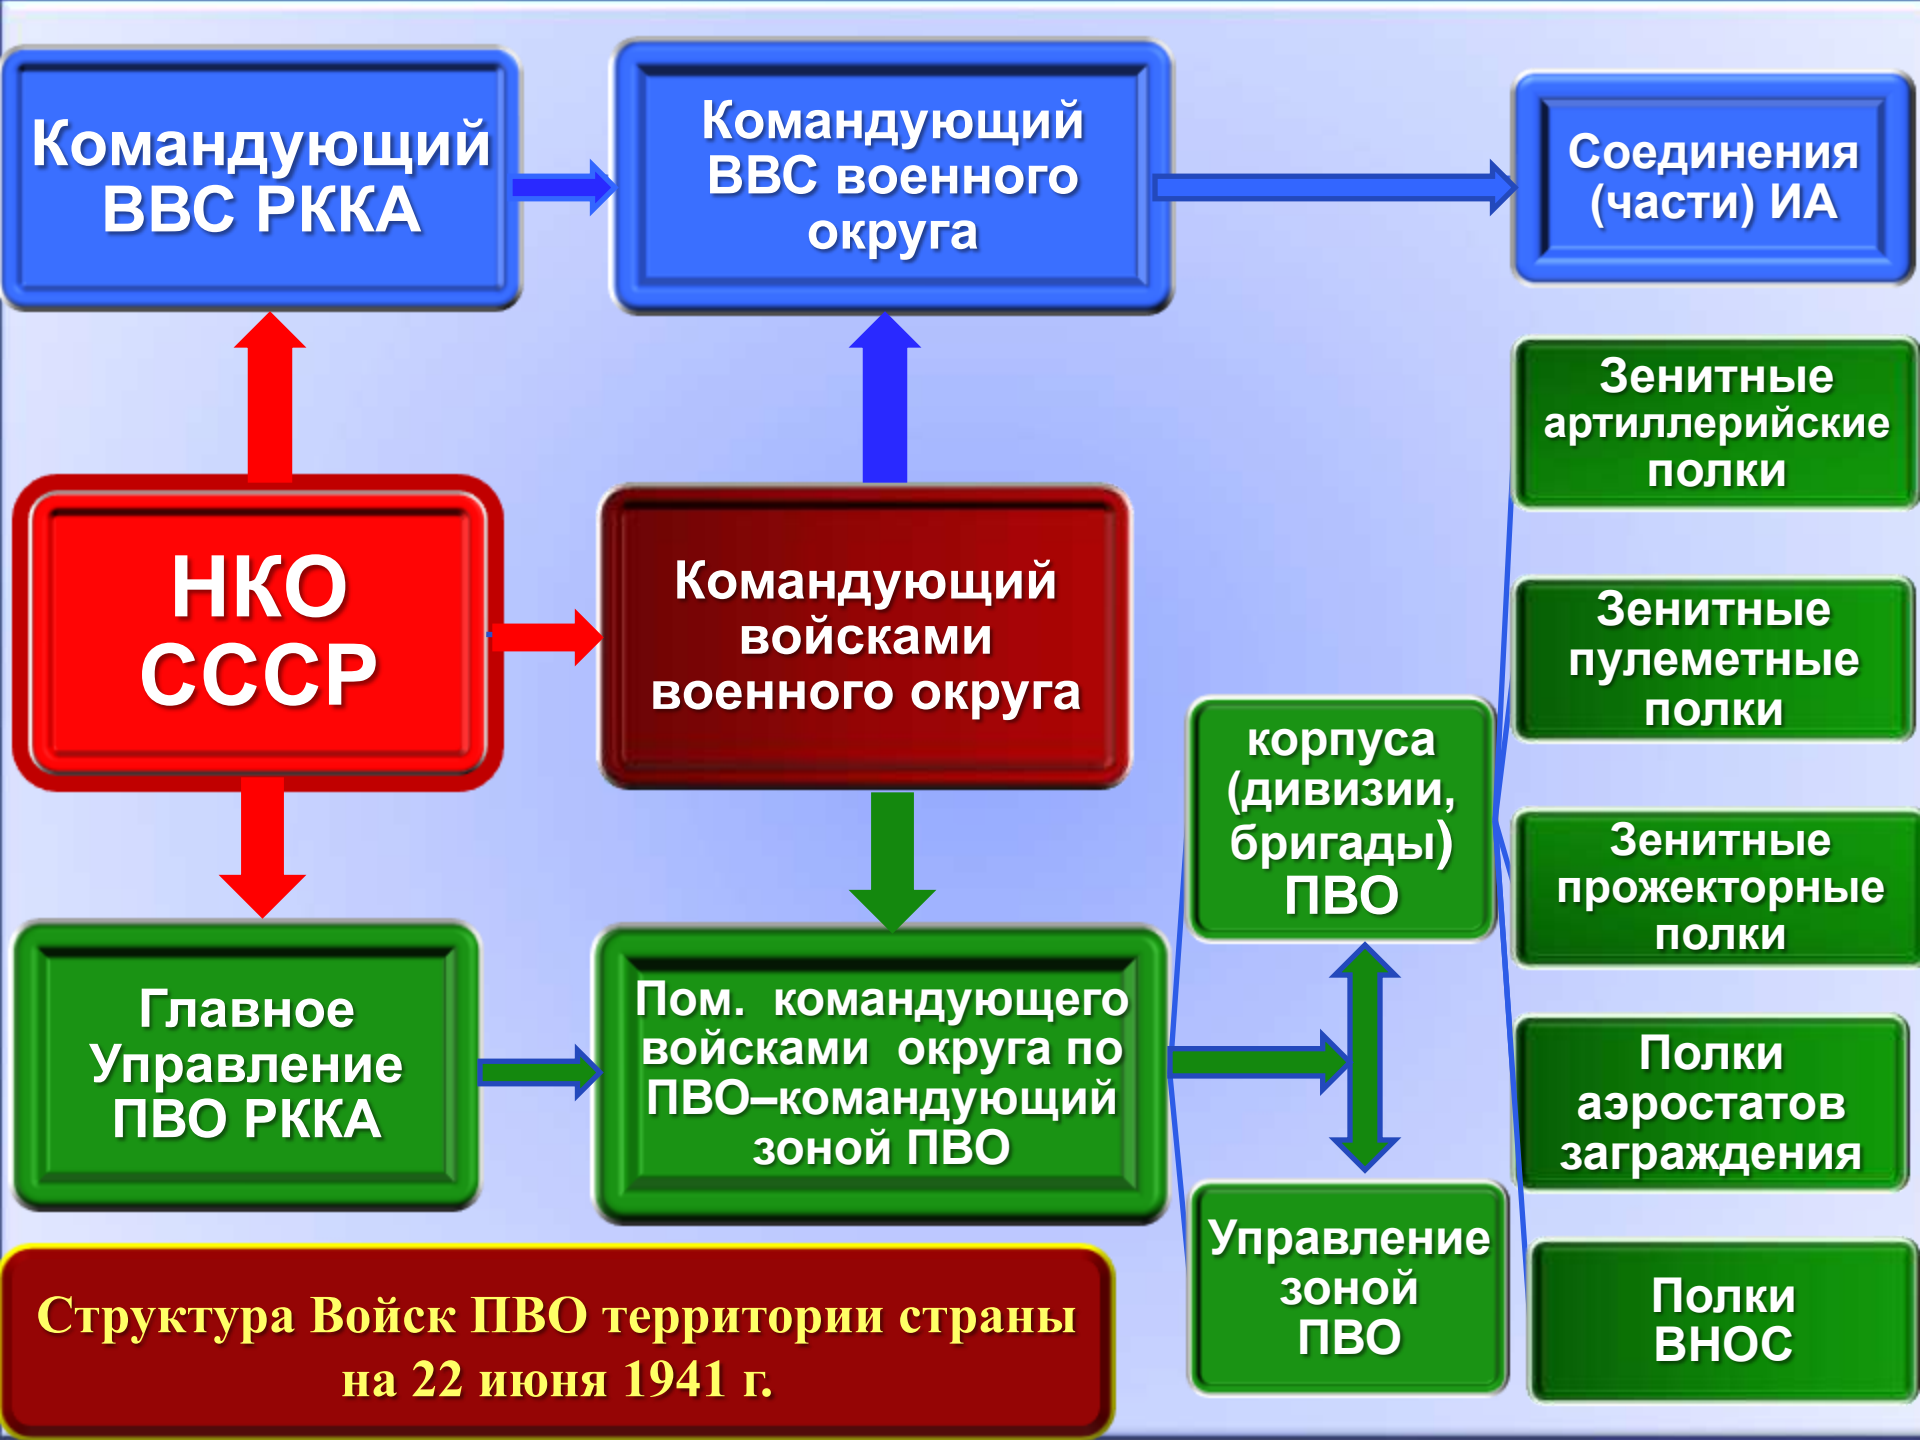 Командующий
ВВС РККА
Командующий
ВВС военного
округа
Соединения
(части) ИА
Зенитные
артиллерийские
полки
НКО
СССР
Командующий
войсками
военного округа
Зенитные
пулеметные
полки
корпуса
(дивизии,
бригады)
ПВО
Зенитные
прожекторные
полки
Главное
Управление
ПВО РККА
Пом. командующего
войсками округа по
ПВО–командующий
зоной ПВО
Полки
аэростатов
заграждения
Управление
зоной
ПВО
Полки
ВНОС
Структура Войск ПВО территории страны
на 22 июня 1941 г.